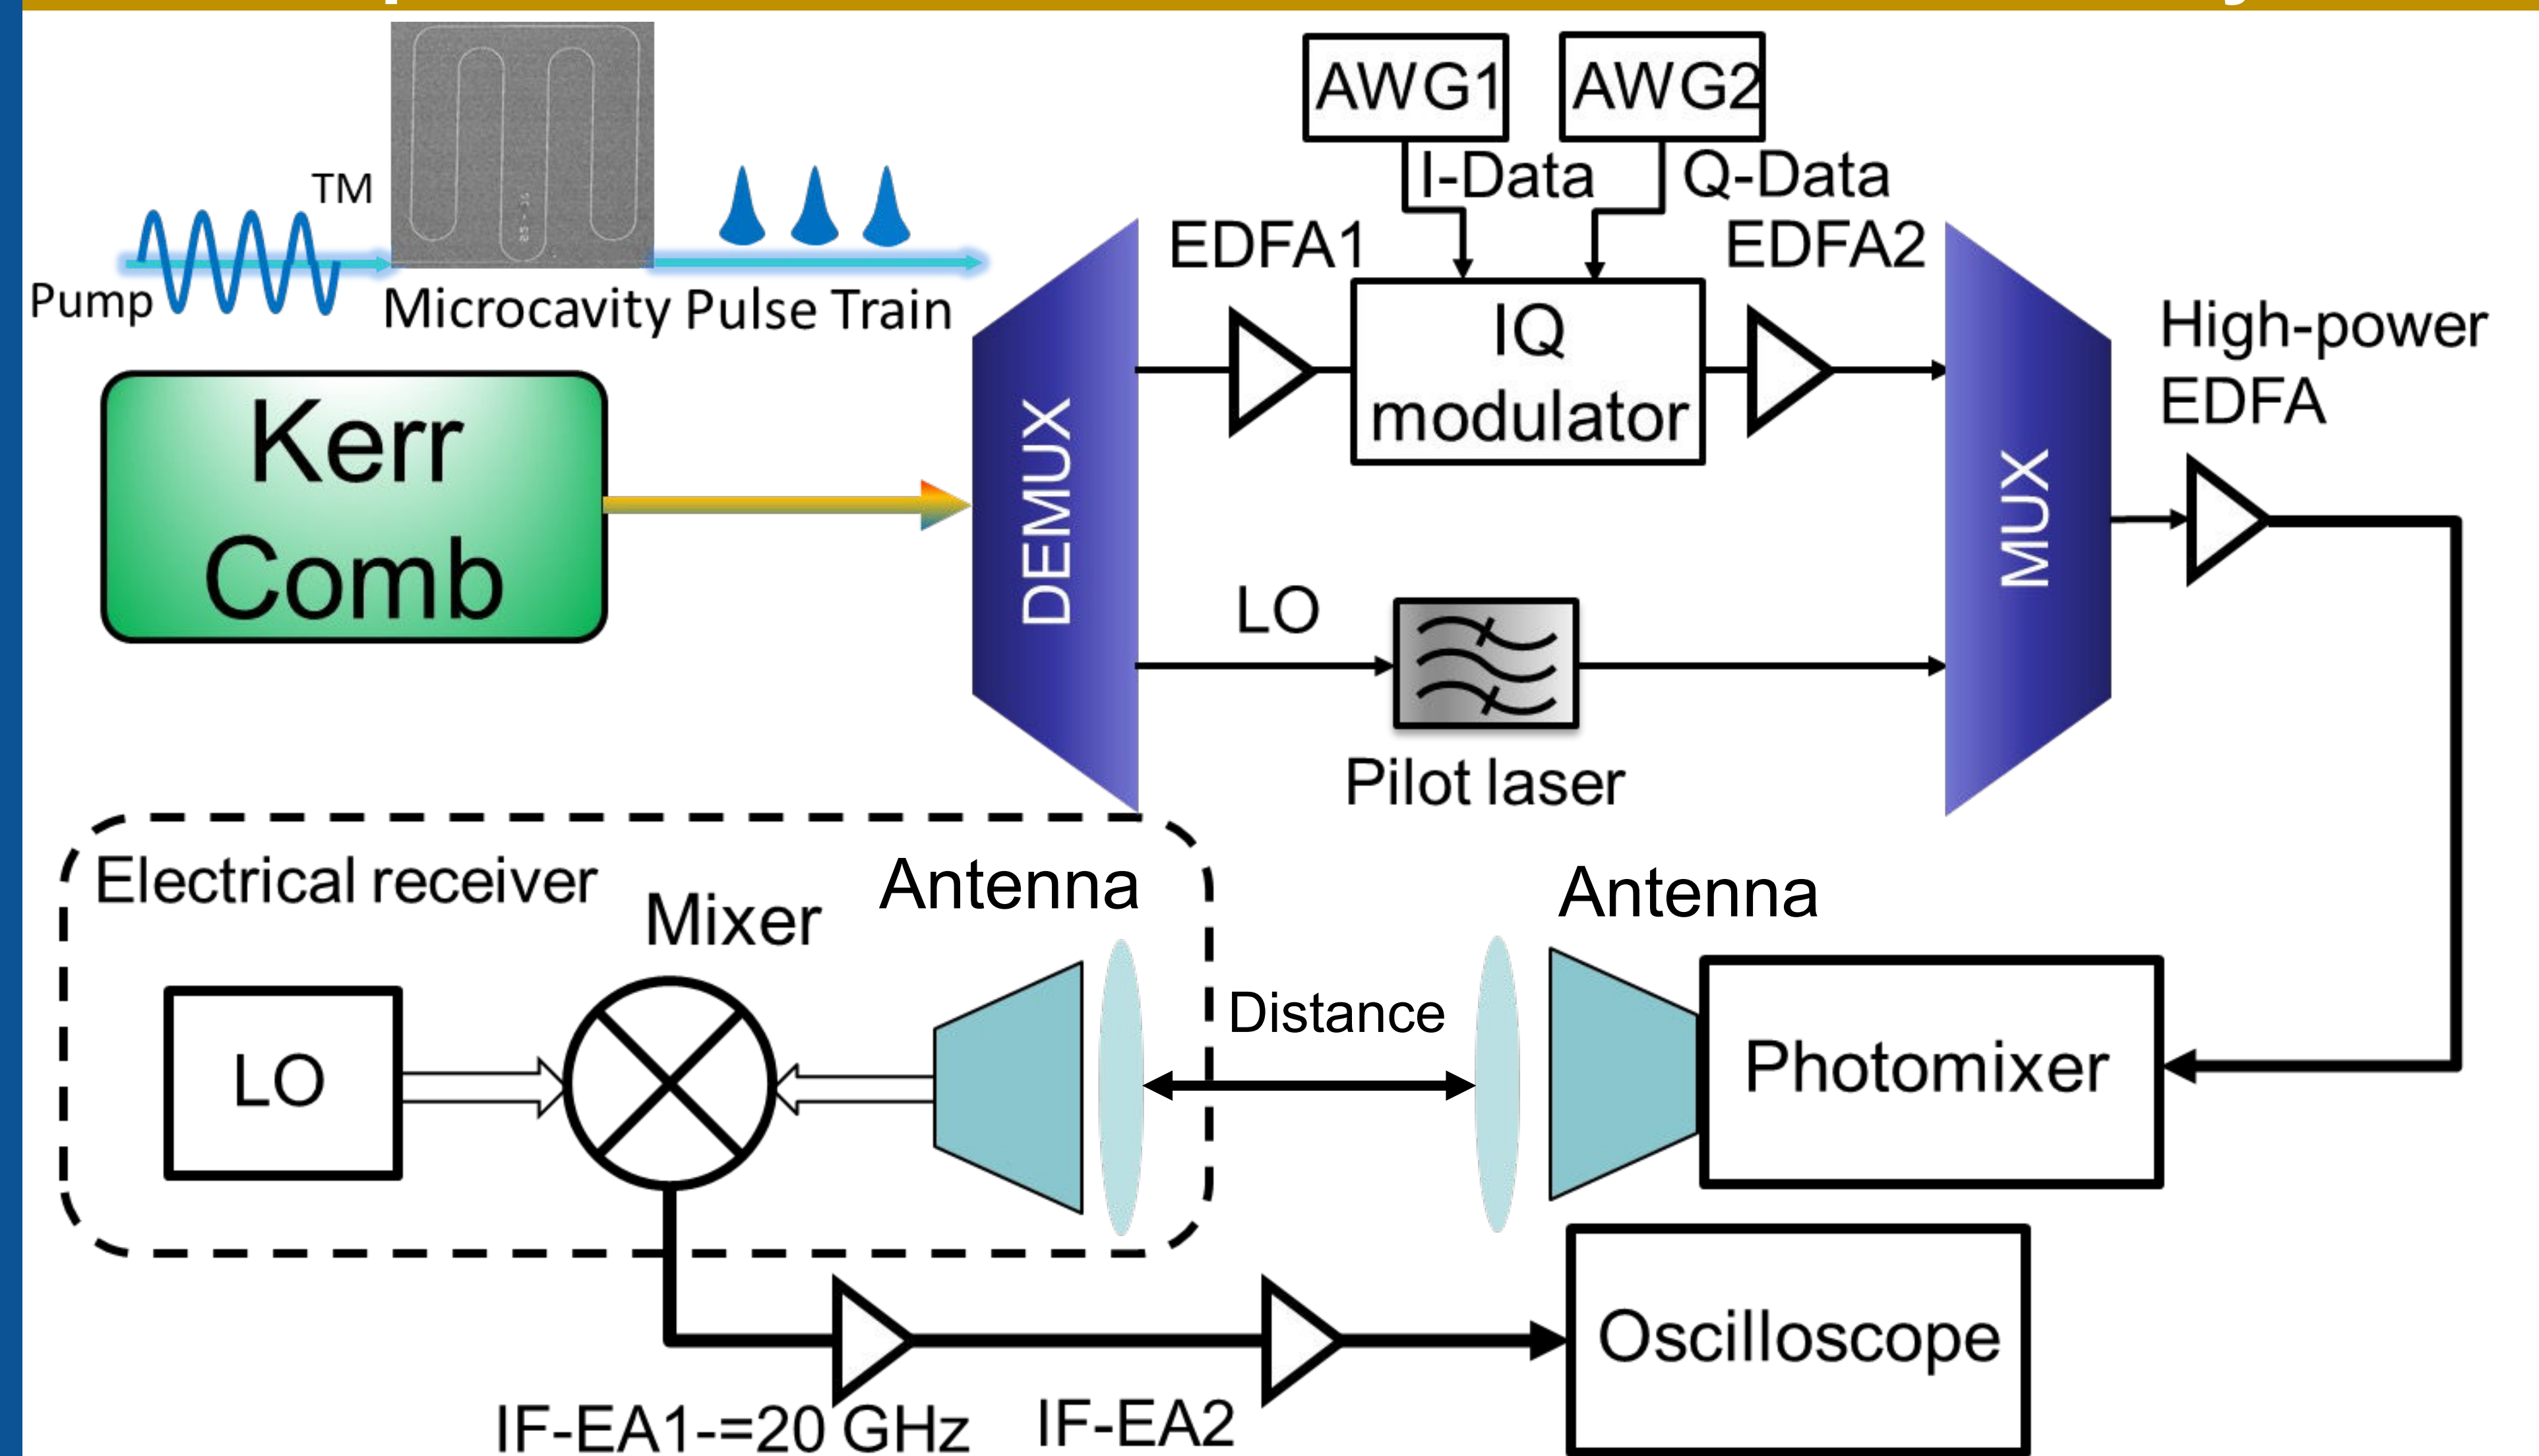 AWG1
AWG2
I-Data
Q-Data
TM
Pump
Microcavity
Pulse Train
EDFA1
EDFA2
IQ
modulator
High-power
EDFA
Kerr
Comb
DEMUX
MUX
LO
Pilot laser
Electrical receiver
Mixer
Antenna
Antenna
Distance
LO
Photomixer
Oscilloscope
IF-EA1-=20 GHz
IF-EA2